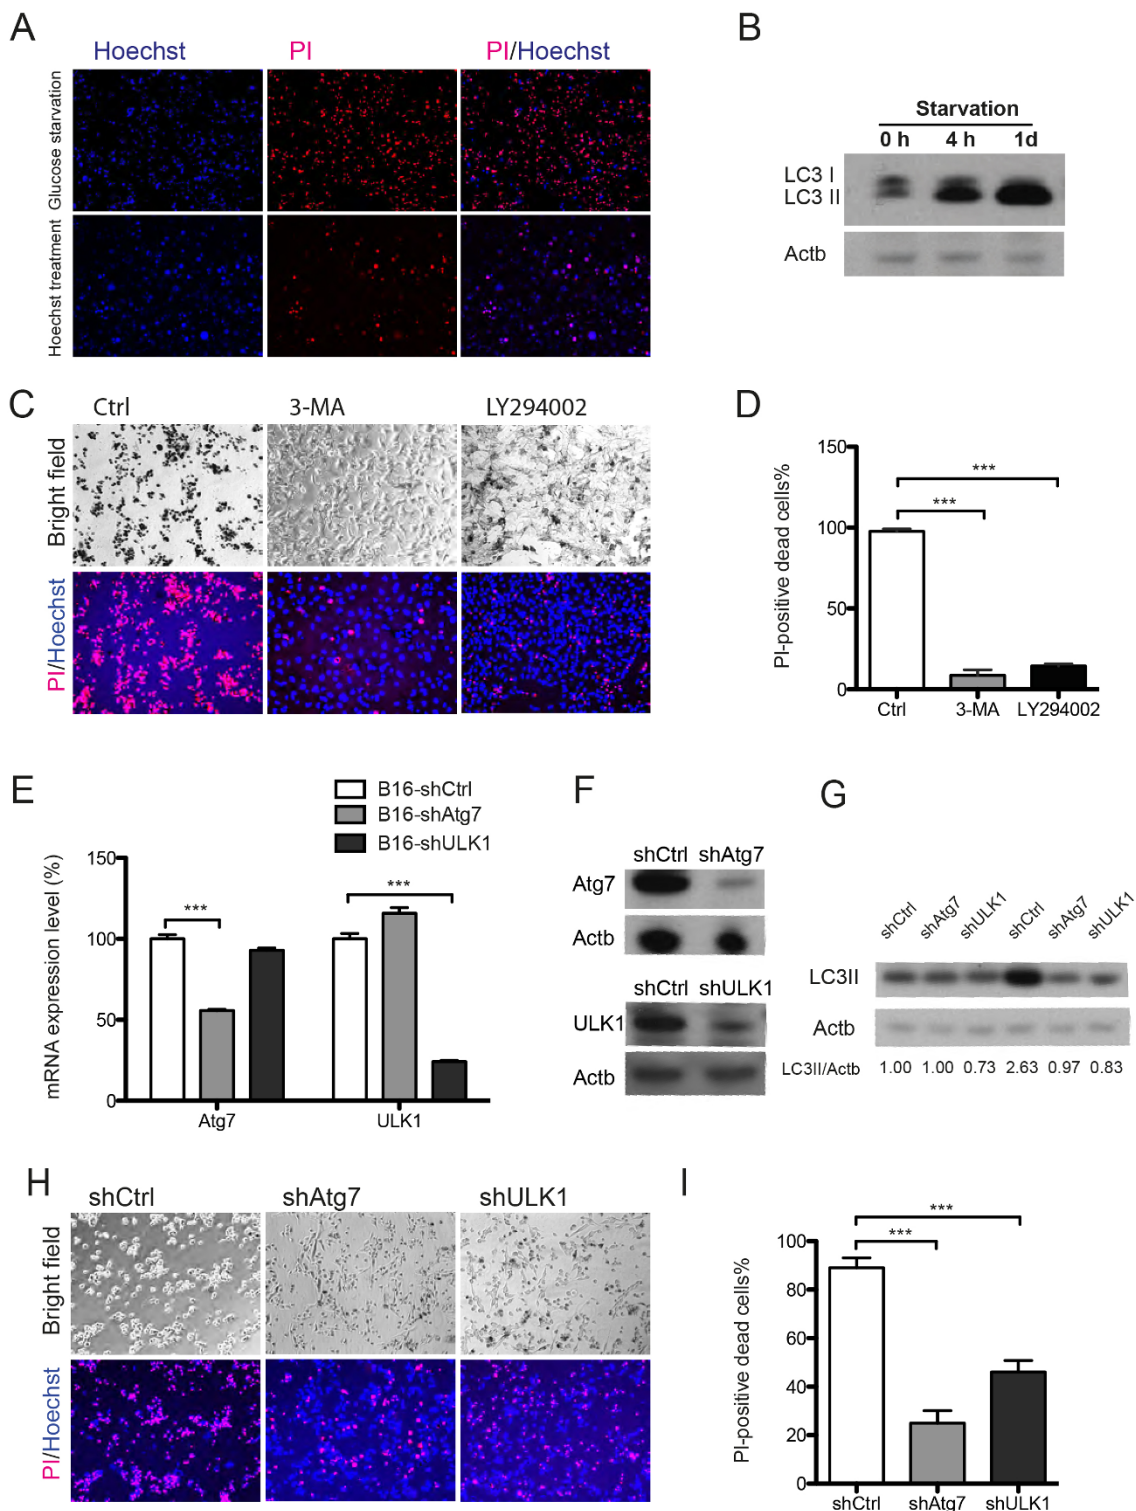 A
Hoechst PI PI/Hoechst
Glucose starvation
Hoechst treatment
B
Starvation
0 h 4 h 1d
LC3 I
LC3 II
Actb
C
Ctrl 3-MA LY294002
Bright field
PI/Hoechst
D
PI-positive dead cells%
150
100
50
0
*** 
***
Ctrl 3-MA LY294002
E
B16-shCtrl
B16-shAtg7
B16-shULK1
mRNA expression level (%)
150
100
50
0
***
***
Atg7 ULK1
F
shCtrl shAtg7
Atg7
Actb
shCtrl shULK1
ULK1
Actb
G
shCtrl shAtg7 shULK1 shCtrl shAtg7 shULK1
LC3II
Actb
LC3II/Actb 1.00 1.00 0.73 2.63 0.97 0.83
H
shCtrl shAtg7 shULK1
Bright field
PI/Hoechst
I
PI-positive dead cells%
100
80
60
40
20
0
***
***
shCtrl shAtg7 shULK1